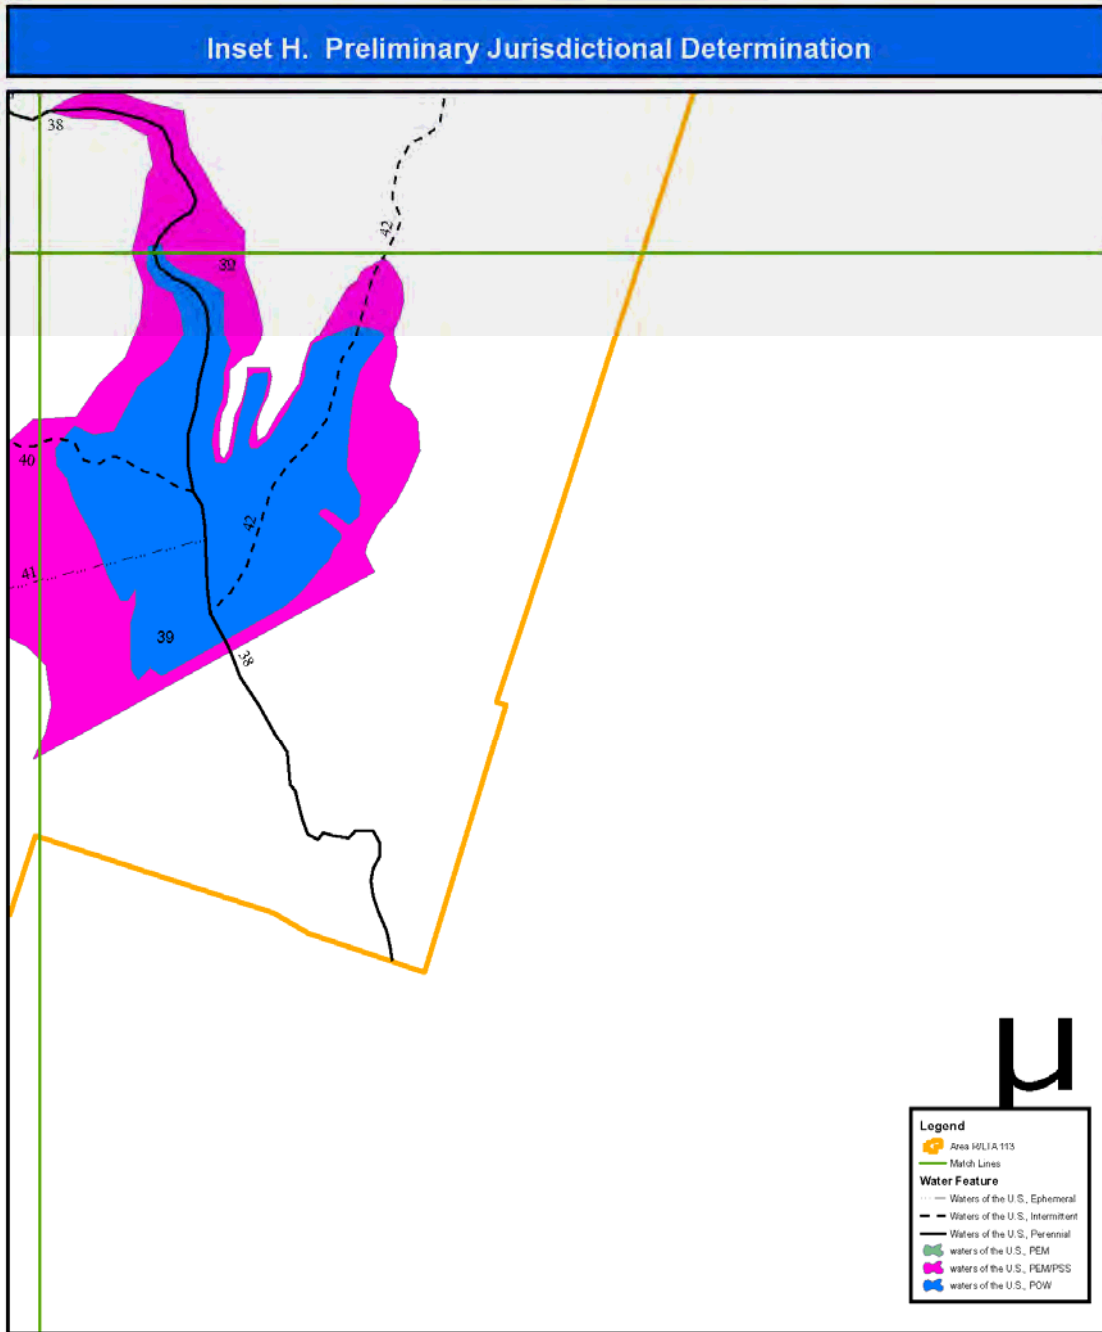 Inset H. Preliminary Jurisdictional Determination
38
42
39
40
42
41
39
38
µ
Legend
Match Lines
Water Feature
Waters of the U.S., Ephemeral
Waters of the U.S., Intermittent
Waters of the U.S., Perennial
waters of the U.S., PEM
waters of the U.S., PEM/PSS
waters of the U.S., POW